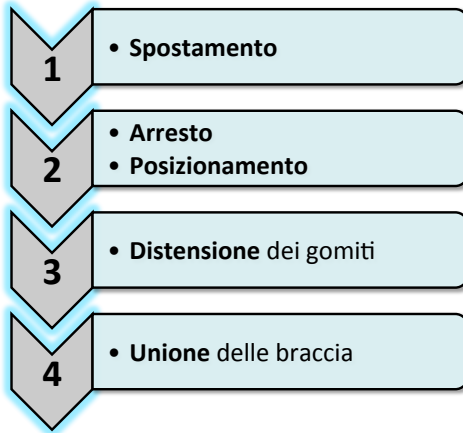 1
• Spostamento
2
• Arresto
• Posizionamento
3
• Distensione dei gomiti
4
• Unione delle braccia